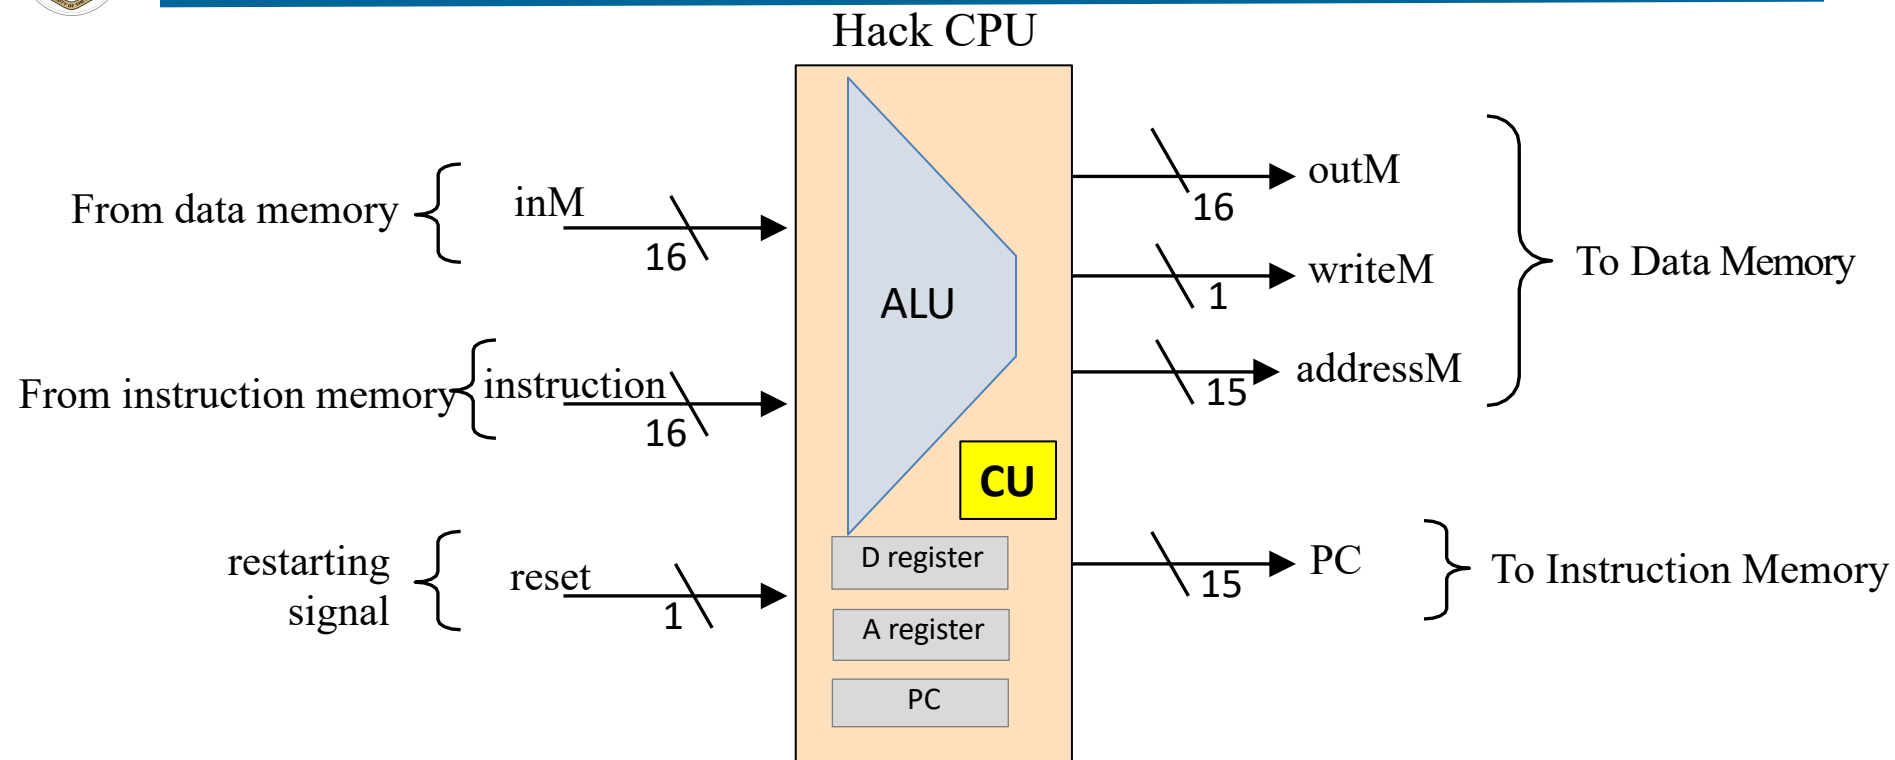 Hack CPU
From data memory
inM
16
From instruction memory
instruction
16
restarting
signal
reset
1
ALU
CU
D register
A register
PC
outM
16
writeM
1
addressM
15
To Data Memory
PC
15
To Instruction Memory